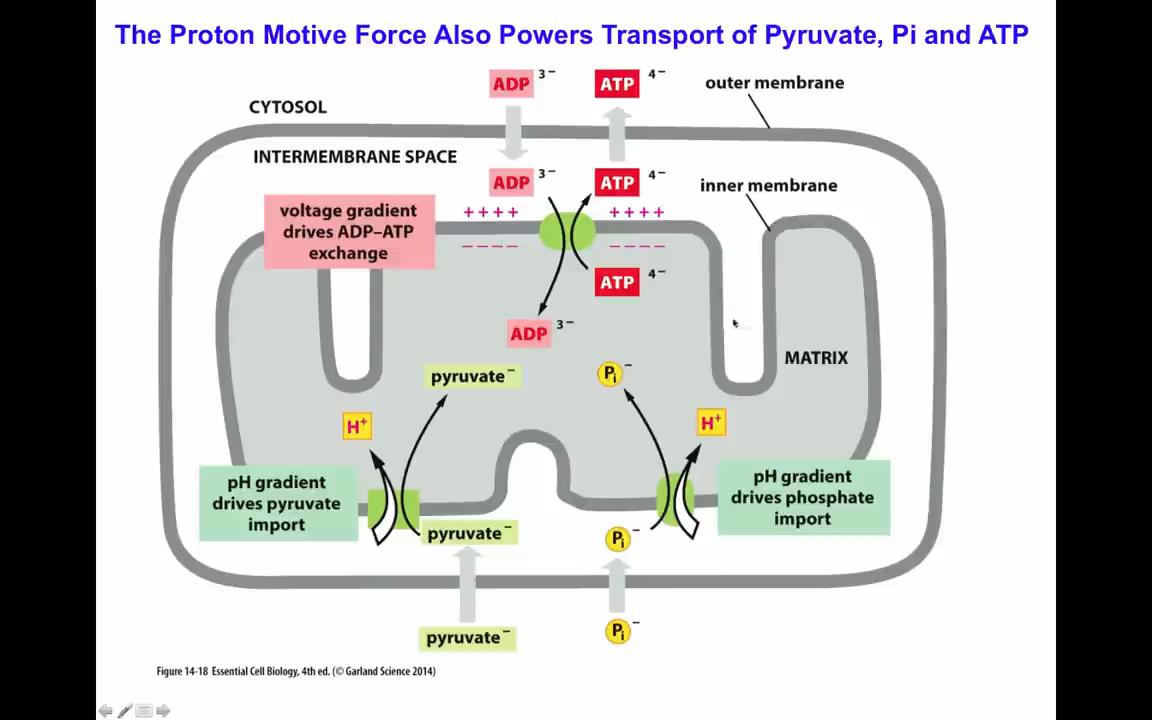 The Proton Motive Force Also Powers Transport of Pyruvate, Pi and ATP
ADP 3−
ATP 4−
outer membrane
CYTOSOL
INTERMEMBRANE SPACE
ADP 3−
ATP 4−
inner membrane
voltage gradient
drives ADP–ATP
exchange
+ + + +
+ + + +
− − − −
− − − −
ATP 4−
ADP 3−
MATRIX
pyruvate−
Pi−
H+
H+
pH gradient
drives pyruvate
import
pH gradient
drives phosphate
import
pyruvate−
Pi−
pyruvate−
Pi−
Figure 14-18 Essential Cell Biology, 4th ed. (© Garland Science 2014)